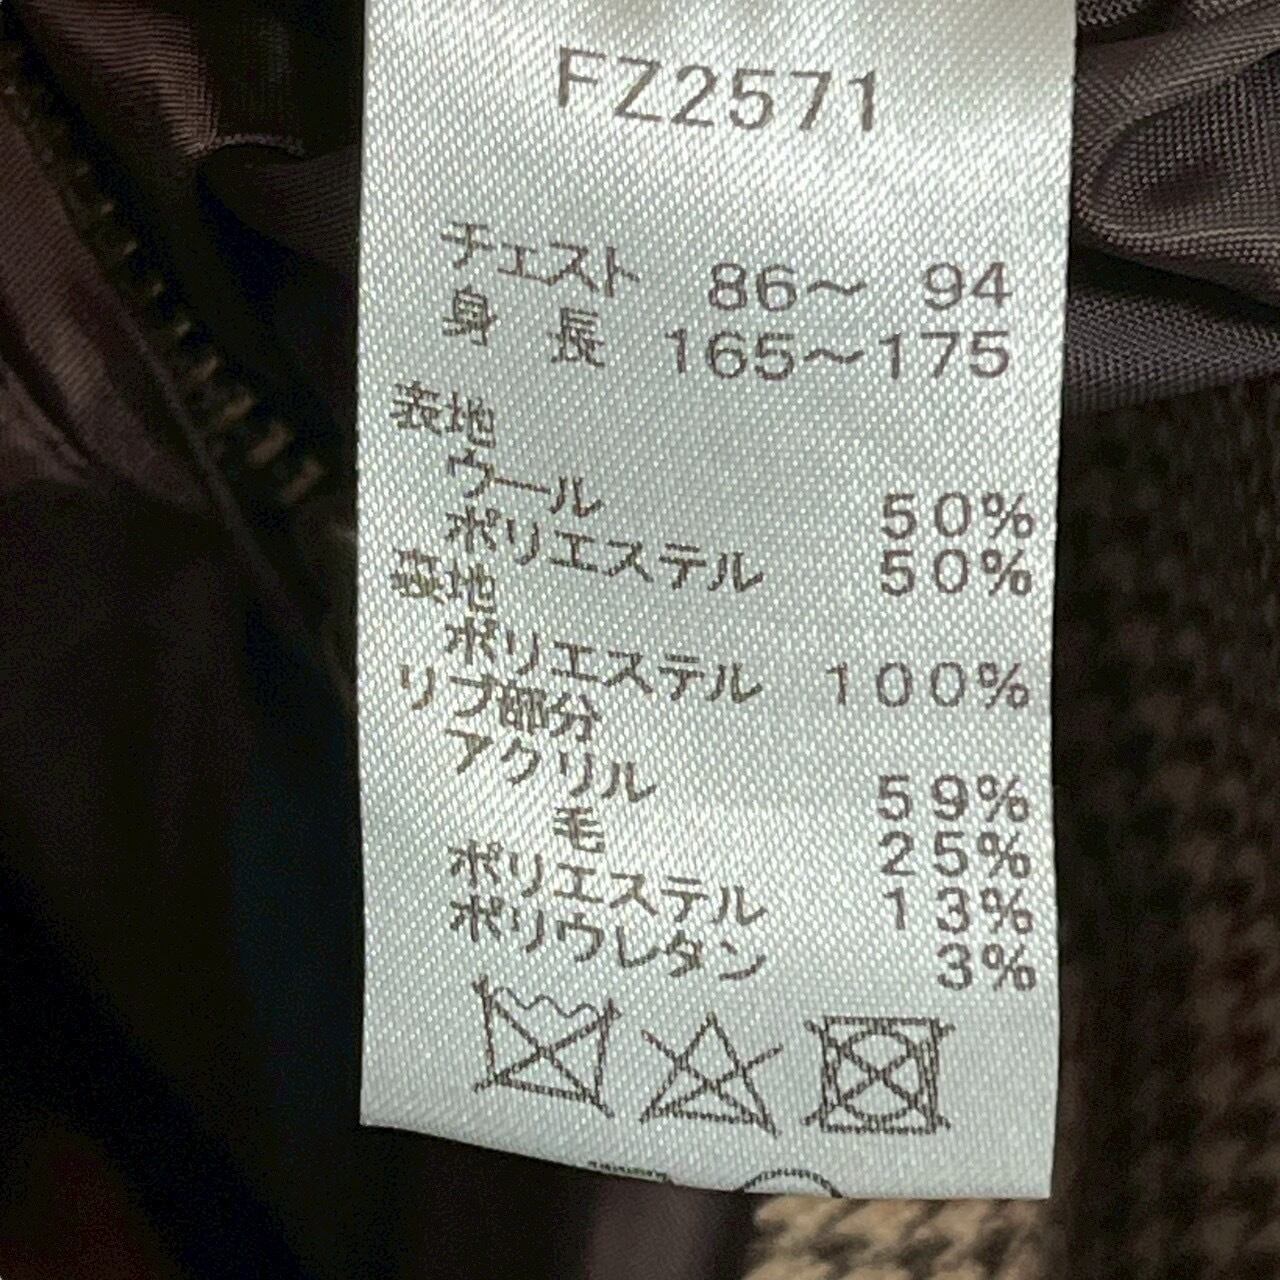 FZ2571
チェスト 86～ 94
身 長 165～175
表地
ウール 50%
ポリエステル 50%
裏地
ポリエステル 100%
リブ部分
アクリル 59%
毛 25%
ポリエステル 13%
ポリウレタン 3%